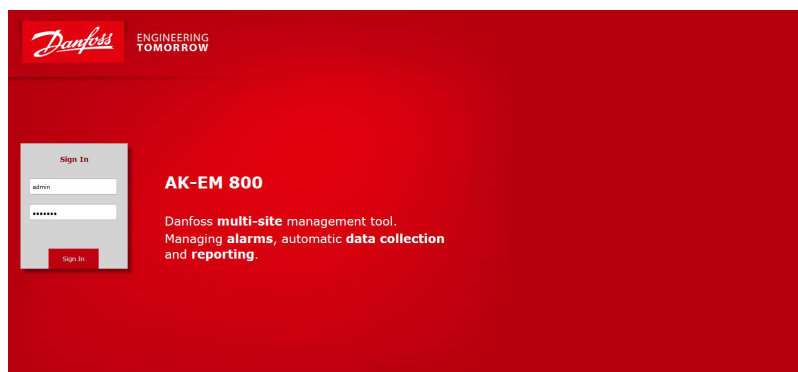 Danfoss
ENGINEERING
TOMORROW
Sign In
admin
•••••••
Sign In
AK-EM 800
Danfoss multi-site management tool.
Managing alarms, automatic data collection
and reporting.